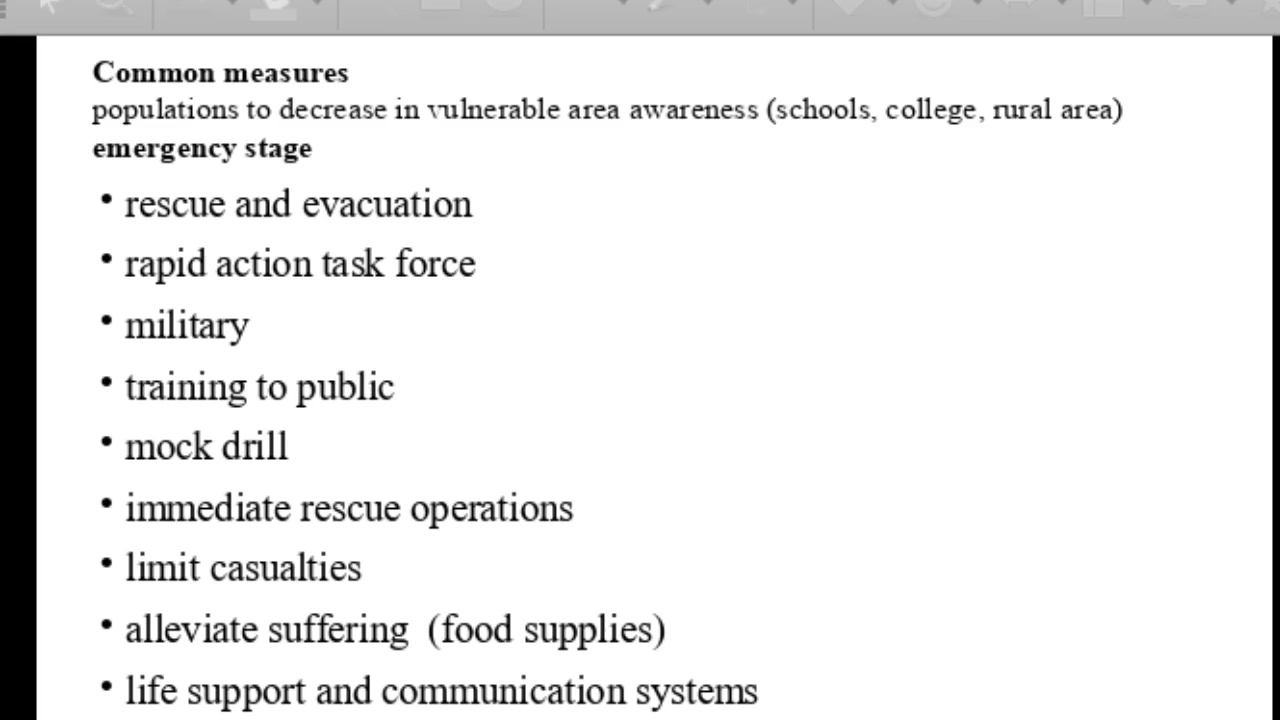 Common measures
populations to decrease in vulnerable area awareness (schools, college, rural area)
emergency stage
• rescue and evacuation
• rapid action task force
• military
• training to public
• mock drill
• immediate rescue operations
• limit casualties
• alleviate suffering  (food supplies)
• life support and communication systems